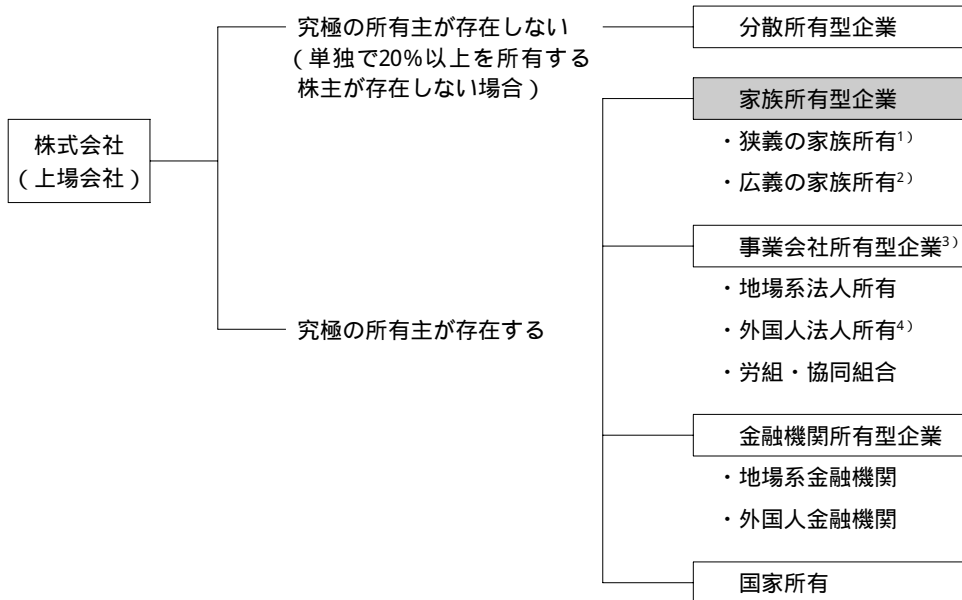 株式会社
(上場会社)
究極の所有主が存在しない
(単独で20%以上を所有する
株主が存在しない場合)
分散所有型企業
究極の所有主が存在する
家族所有型企業
・狭義の家族所有1)
・広義の家族所有2)
事業会社所有型企業3)
・地場系法人所有
・外国人法人所有4)
・労組・協同組合
金融機関所有型企業
・地場系金融機関
・外国人金融機関
国家所有